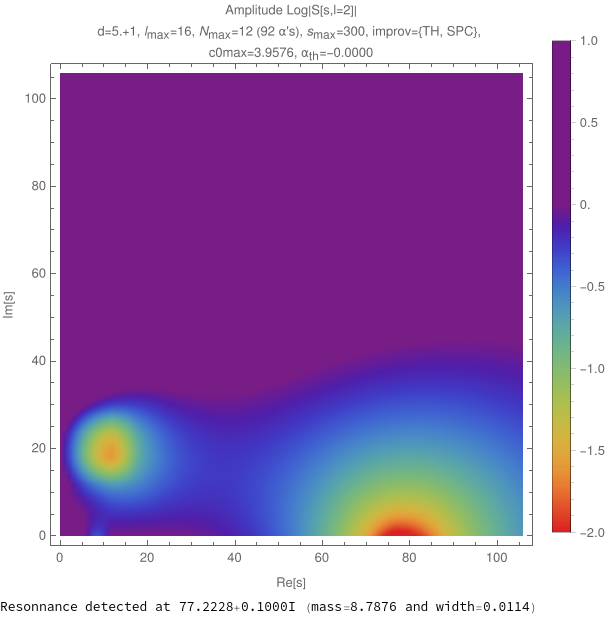 Amplitude Log|S[s,l=2]|
d=5.+1, lmax=16, Nmax=12 (92 α's), smax=300, improv={TH, SPC},
c0max=3.9576, αth=−0.0000
1.0
100
0.5
80
0.
60
−0.5
Im[s]
40
−1.0
20
−1.5
0
−2.0
0 20 40 60 80 100
Re[s]
Resonnance detected at 77.2228+0.1000I (mass=8.7876 and width=0.0114)